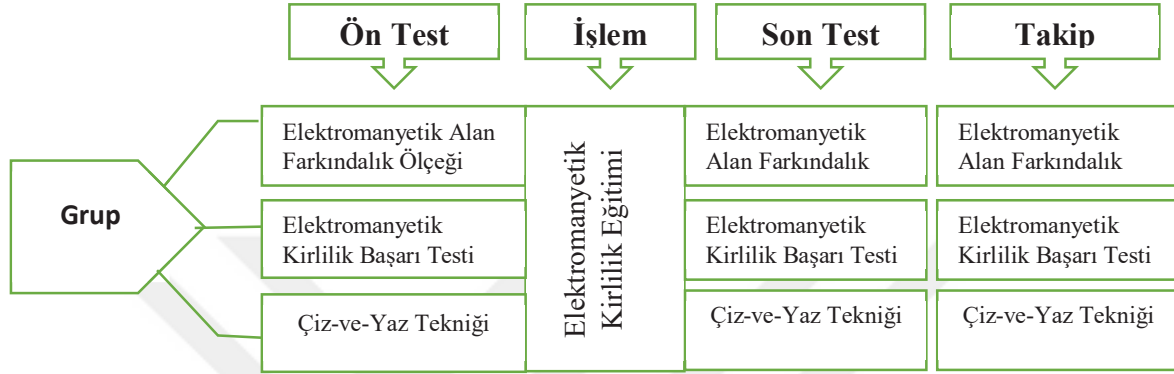 Ön Test
İşlem
Son Test
Takip
Grup
Elektromanyetik Alan
Farkındalık Ölçeği
Elektromanyetik
Kirlilik Başarı Testi
Çiz-ve-Yaz Tekniği
Elektromanyetik
Kirlilik Eğitimi
Elektromanyetik
Alan Farkındalık
Elektromanyetik
Kirlilik Başarı Testi
Çiz-ve-Yaz Tekniği
Elektromanyetik
Alan Farkındalık
Elektromanyetik
Kirlilik Başarı Testi
Çiz-ve-Yaz Tekniği